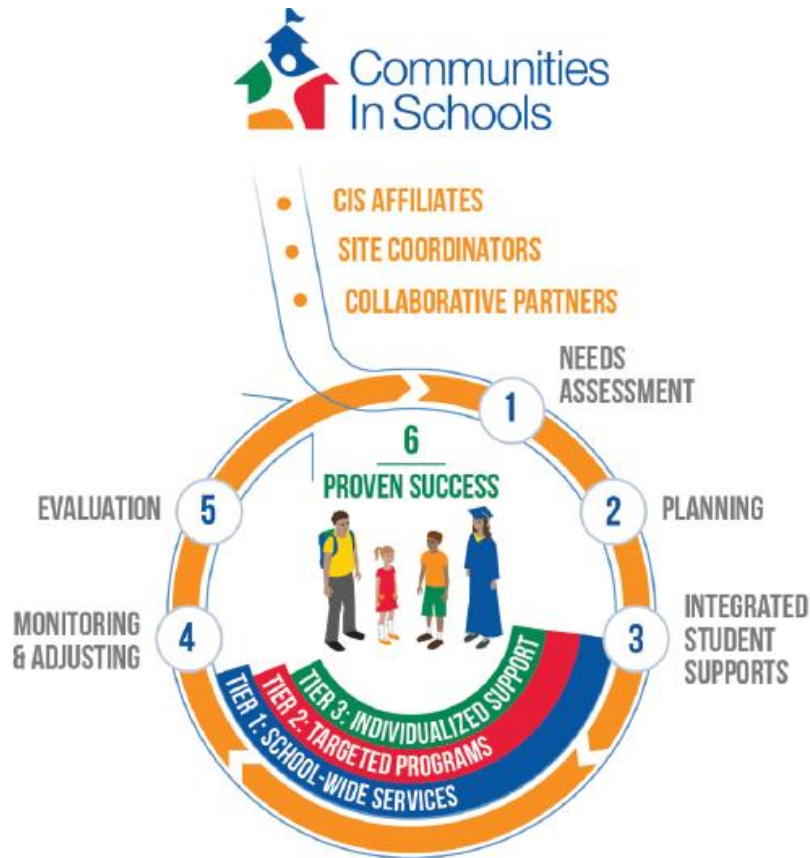 Communities
In Schools
CIS AFFILIATES
SITE COORDINATORS
COLLABORATIVE PARTNERS
1
NEEDS
ASSESSMENT
2
PLANNING
3
INTEGRATED
STUDENT
SUPPORTS
4
MONITORING
& ADJUSTING
5
EVALUATION
6
PROVEN SUCCESS
TIER 3: INDIVIDUALIZED SUPPORT
TIER 2: TARGETED PROGRAMS
TIER 1: SCHOOL-WIDE SERVICES